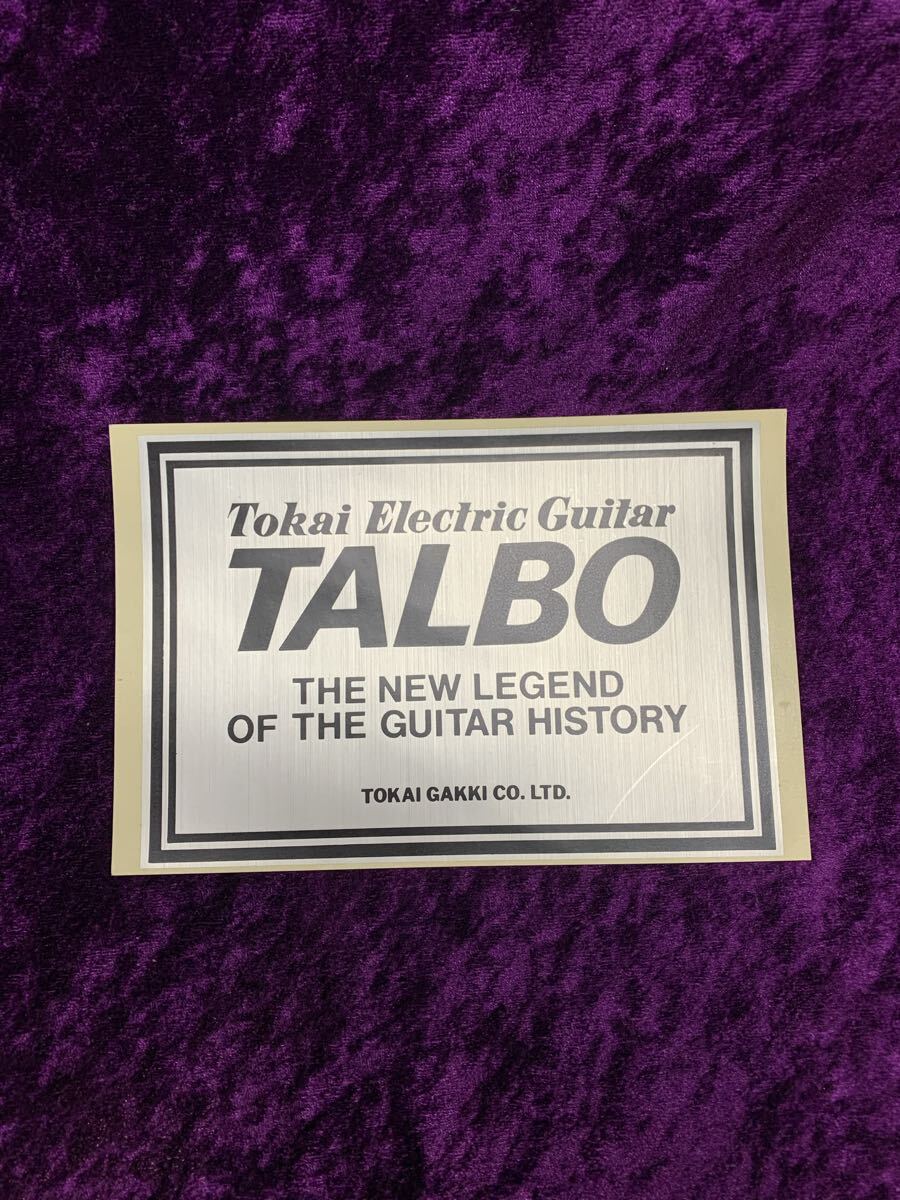 Tokai Electric Guitar
TALBO
THE NEW LEGEND
OF THE GUITAR HISTORY
TOKAI GAKKI CO. LTD.